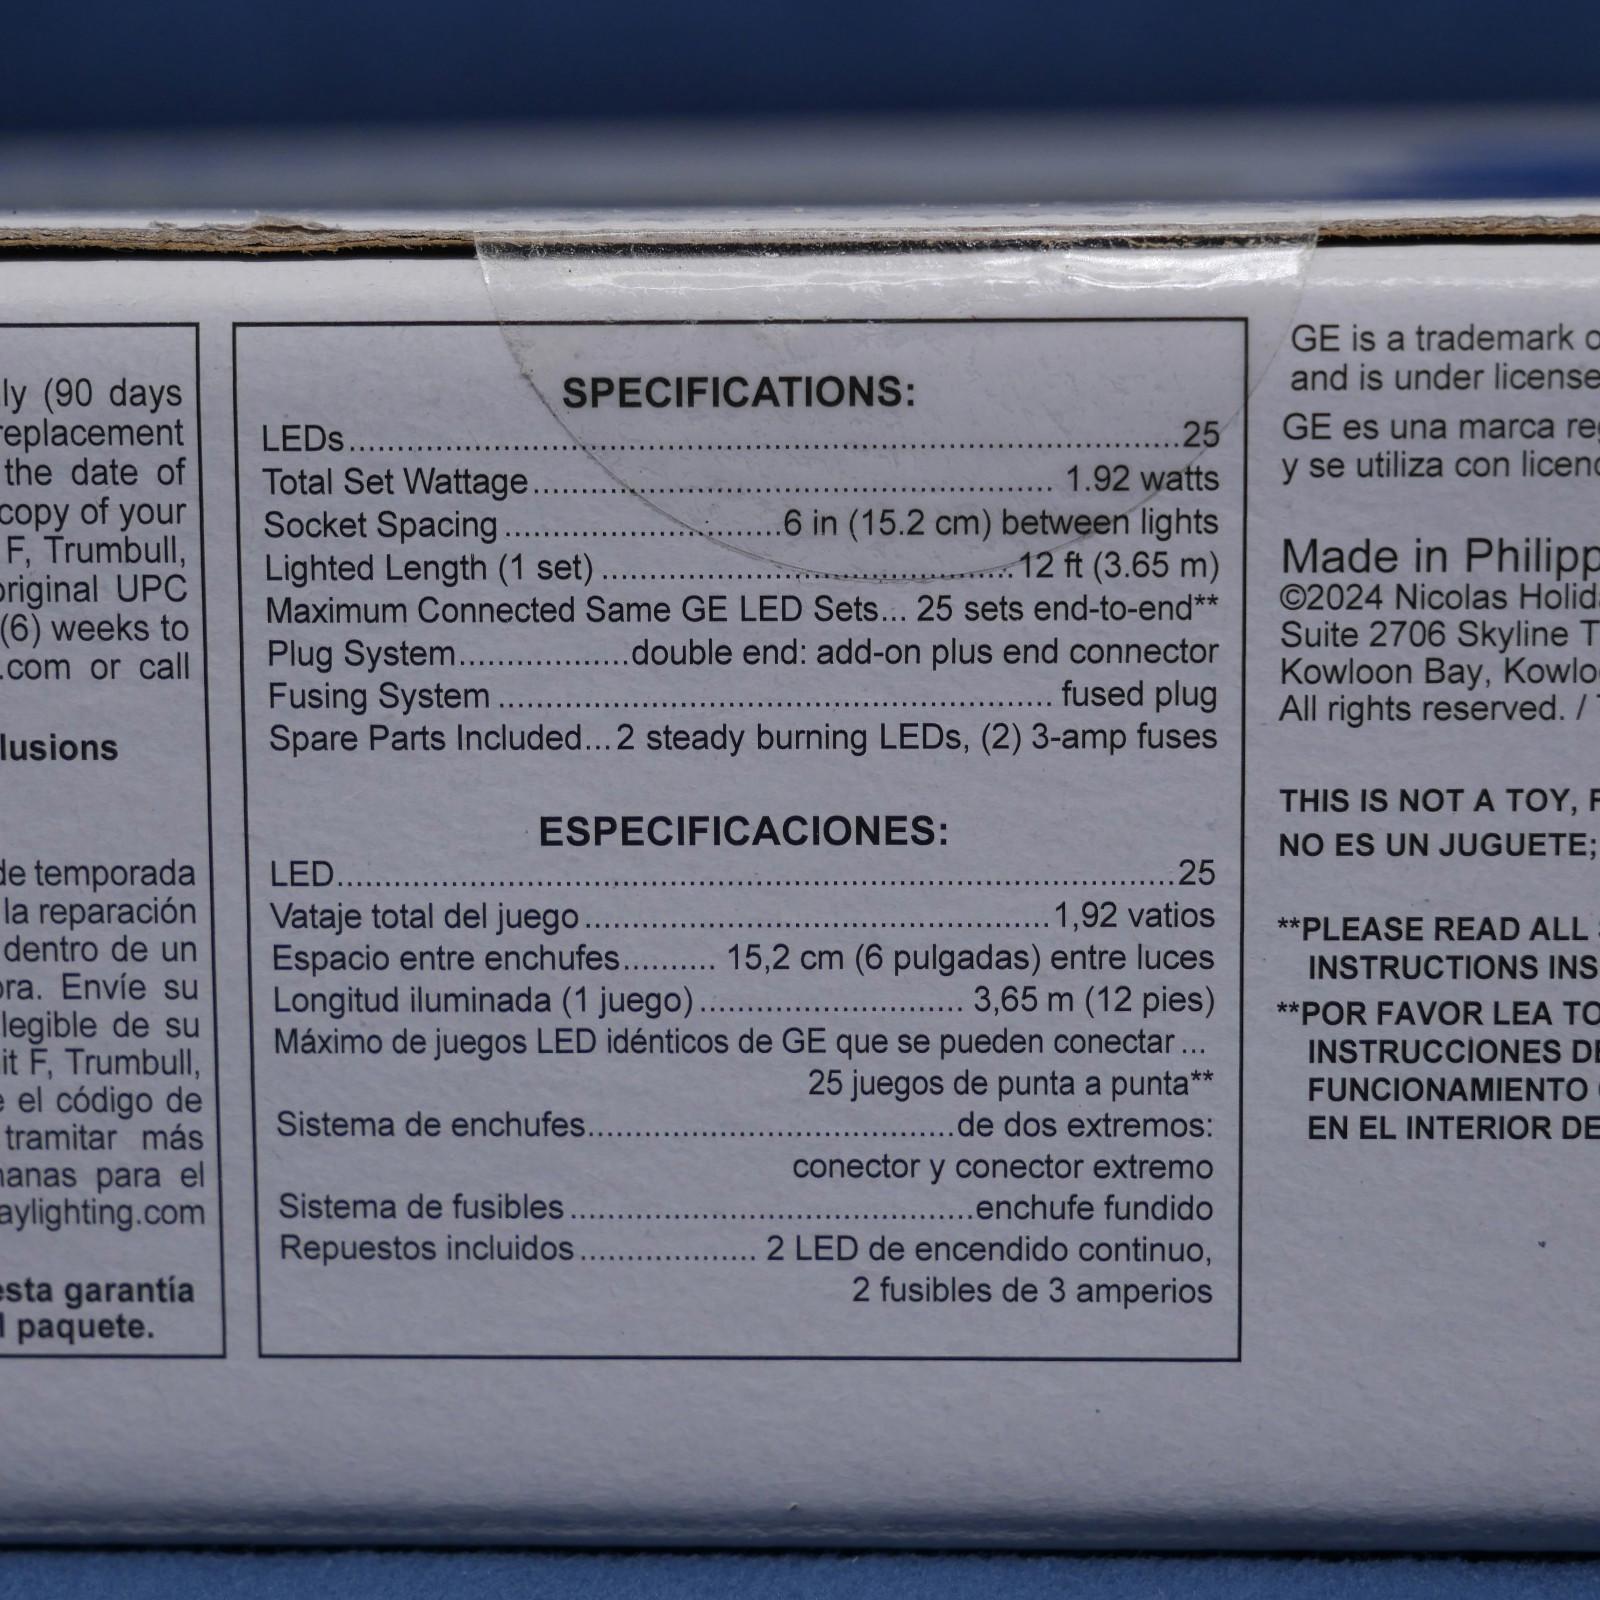 ly (90 days
replacement
the date of
copy of your
F, Trumbull,
original UPC
(6) weeks to
.com or call
lusions
de temporada
la reparación
dentro de un
ora. Envíe su
legible de su
it F, Trumbull,
e el código de
tramitar más
manas para el
aylighting.com
esta garantía
l paquete.
SPECIFICATIONS:
LEDs..........25
Total Set Wattage.......... 1.92 watts
Socket Spacing ..........6 in (15.2 cm) between lights
Lighted Length (1 set) ..........12 ft (3.65 m)
Maximum Connected Same GE LED Sets... 25 sets end-to-end**
Plug System..........double end: add-on plus end connector
Fusing System .......... fused plug
Spare Parts Included...2 steady burning LEDs, (2) 3-amp fuses
ESPECIFICACIONES:
LED..........25
Vataje total del juego..........1,92 vatios
Espacio entre enchufes.......... 15,2 cm (6 pulgadas) entre luces
Longitud iluminada (1 juego).......... 3,65 m (12 pies)
Máximo de juegos LED idénticos de GE que se pueden conectar ...
25 juegos de punta a punta**
Sistema de enchufes..........de dos extremos:
conector y conector extremo
Sistema de fusibles..........enchufe fundido
Repuestos incluidos.......... 2 LED de encendido continuo,
2 fusibles de 3 amperios
GE is a trademark o
and is under license
GE es una marca reg
y se utiliza con licenc
Made in Philipp
©2024 Nicolas Holida
Suite 2706 Skyline T
Kowloon Bay, Kowloo
All rights reserved. / T
THIS IS NOT A TOY, F
NO ES UN JUGUETE;
**PLEASE READ ALL S
INSTRUCTIONS INS
**POR FAVOR LEA TO
INSTRUCCIONES DE
FUNCIONAMIENTO
EN EL INTERIOR DE